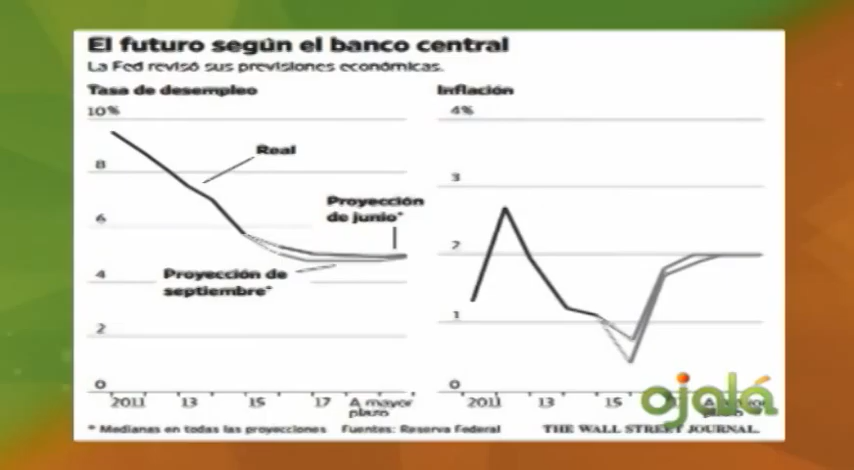 El futuro según el banco central
La Fed revisó sus previsiones económicas.
Tasa de desempleo
10%
8
6
4
2
0
Real
Proyección
de junio*
Proyección de
septiembre*
2011 13 15 17 A mayor
plazo
Inflación
4%
3
2
1
0
2011 13 15 A mayor
plazo
ojalá
* Medianas en todas las proyecciones Fuentes: Reserva Federal THE WALL STREET JOURNAL.